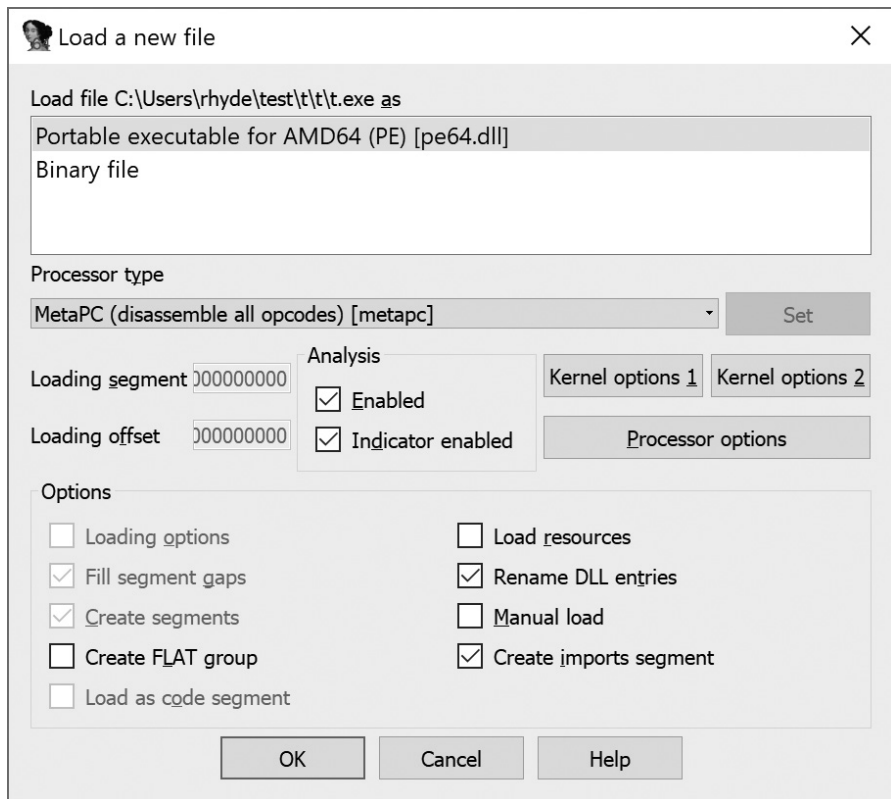 Load a new file
Load file C:\Users\rhyde\test\t\t\t.exe as
Portable executable for AMD64 (PE) [pe64.dll]
Binary file
Processor type
MetaPC (disassemble all opcodes) [metapc]
Set
Loading segment 000000000
Loading offset 000000000
Analysis
Enabled
Indicator enabled
Kernel options 1
Kernel options 2
Processor options
Options
Loading options
Fill segment gaps
Create segments
Create FLAT group
Load as code segment
Load resources
Rename DLL entries
Manual load
Create imports segment
OK
Cancel
Help